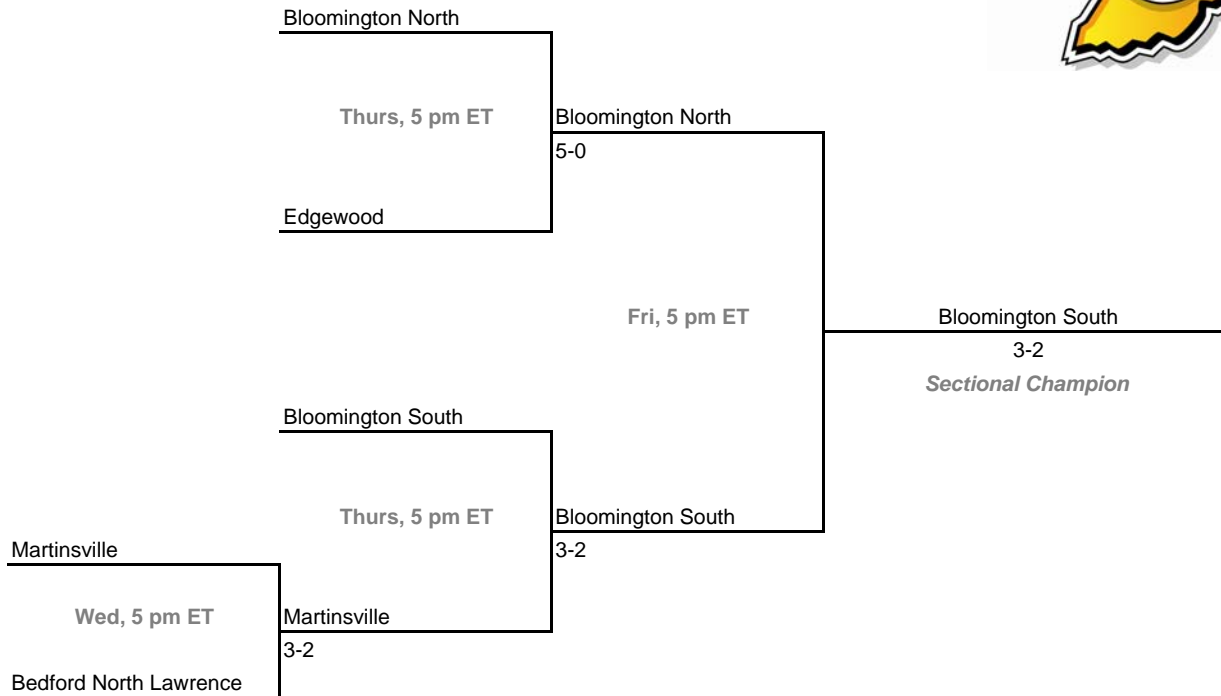 Bloomington North
Thurs, 5 pm ET
Bloomington North
5-0
Edgewood
Fri, 5 pm ET
Bloomington South
3-2
Sectional Champion
Bloomington South
Thurs, 5 pm ET
Bloomington South
3-2
Martinsville
Wed, 5 pm ET
Martinsville
3-2
Bedford North Lawrence